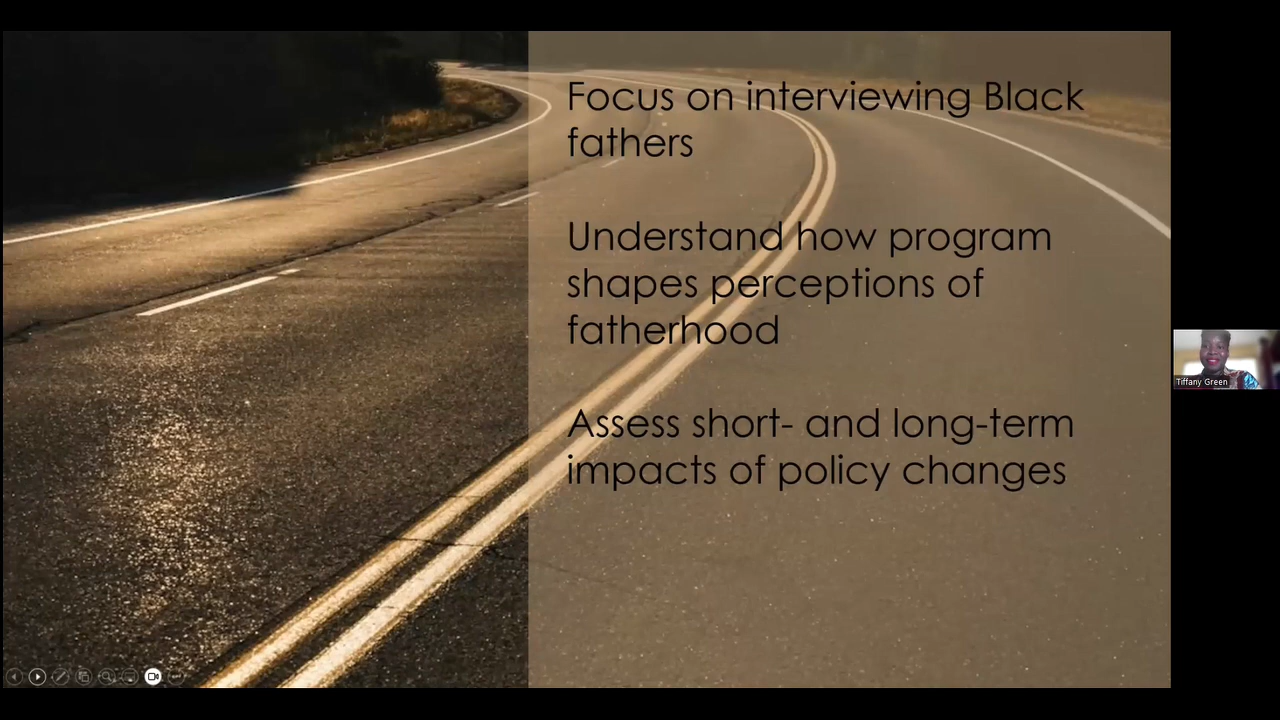 Focus on interviewing Black
fathers
Understand how program
shapes perceptions of
fatherhood
Assess short- and long-term
impacts of policy changes
Tiffany Green